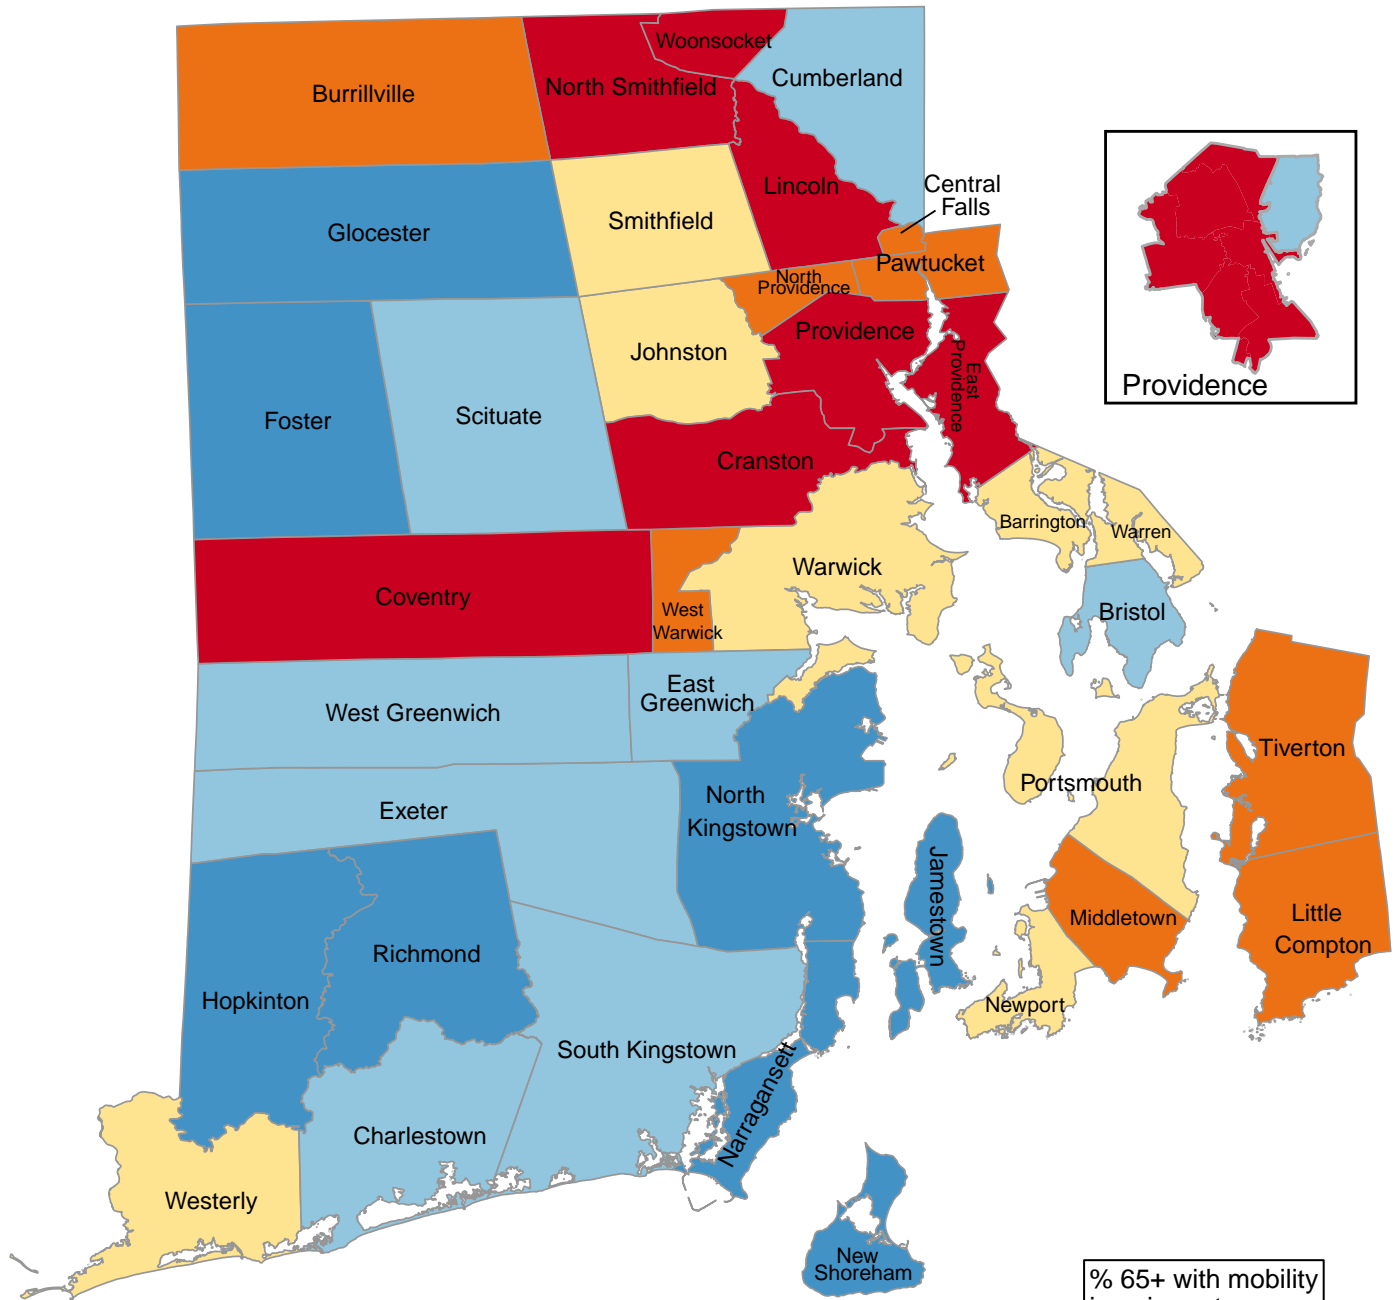 Woonsocket
Cumberland
North Smithfield
Burrillville
Central
Falls
Lincoln
Smithfield
Glocester
Pawtucket
North
Providence
Providence
East
Providence
Johnston
Providence
Foster
Scituate
Cranston
Barrington
Warren
Warwick
Coventry
West
Warwick
Bristol
East
Greenwich
West Greenwich
Tiverton
Portsmouth
North
Kingstown
Exeter
Jamestown
Middletown
Little
Compton
Richmond
Hopkinton
Newport
South Kingstown
Narragansett
Charlestown
Westerly
New
Shoreham
% 65+ with mobility